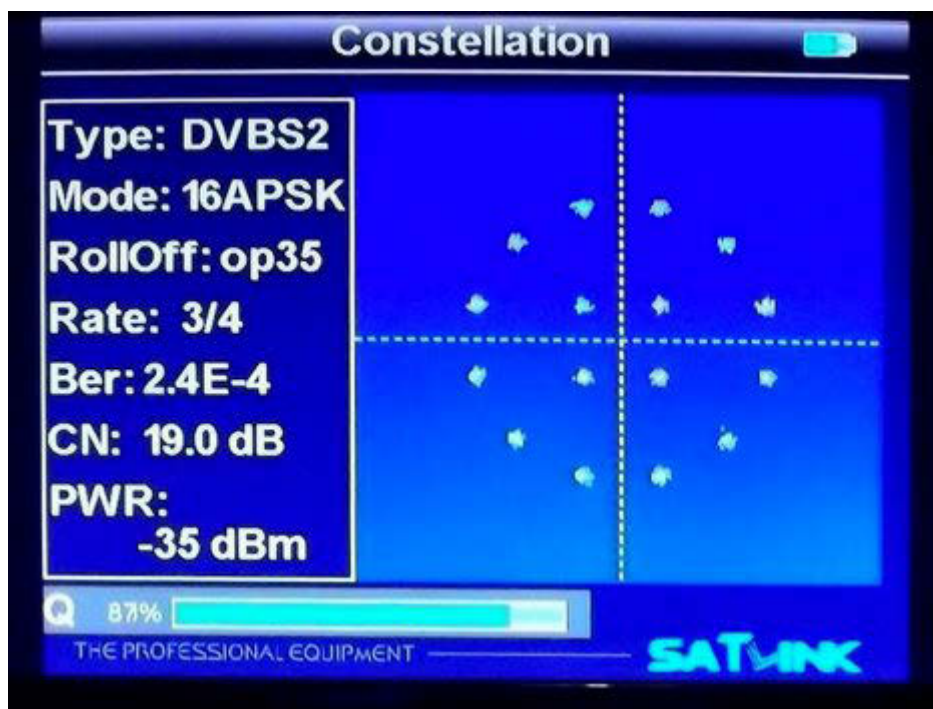 Constellation
Type: DVBS2
Mode: 16APSK
RollOff: op35
Rate: 3/4
Ber: 2.4E-4
CN: 19.0 dB
PWR:
-35 dBm
Q 87%
THE PROFESSIONAL EQUIPMENT
SATLINK